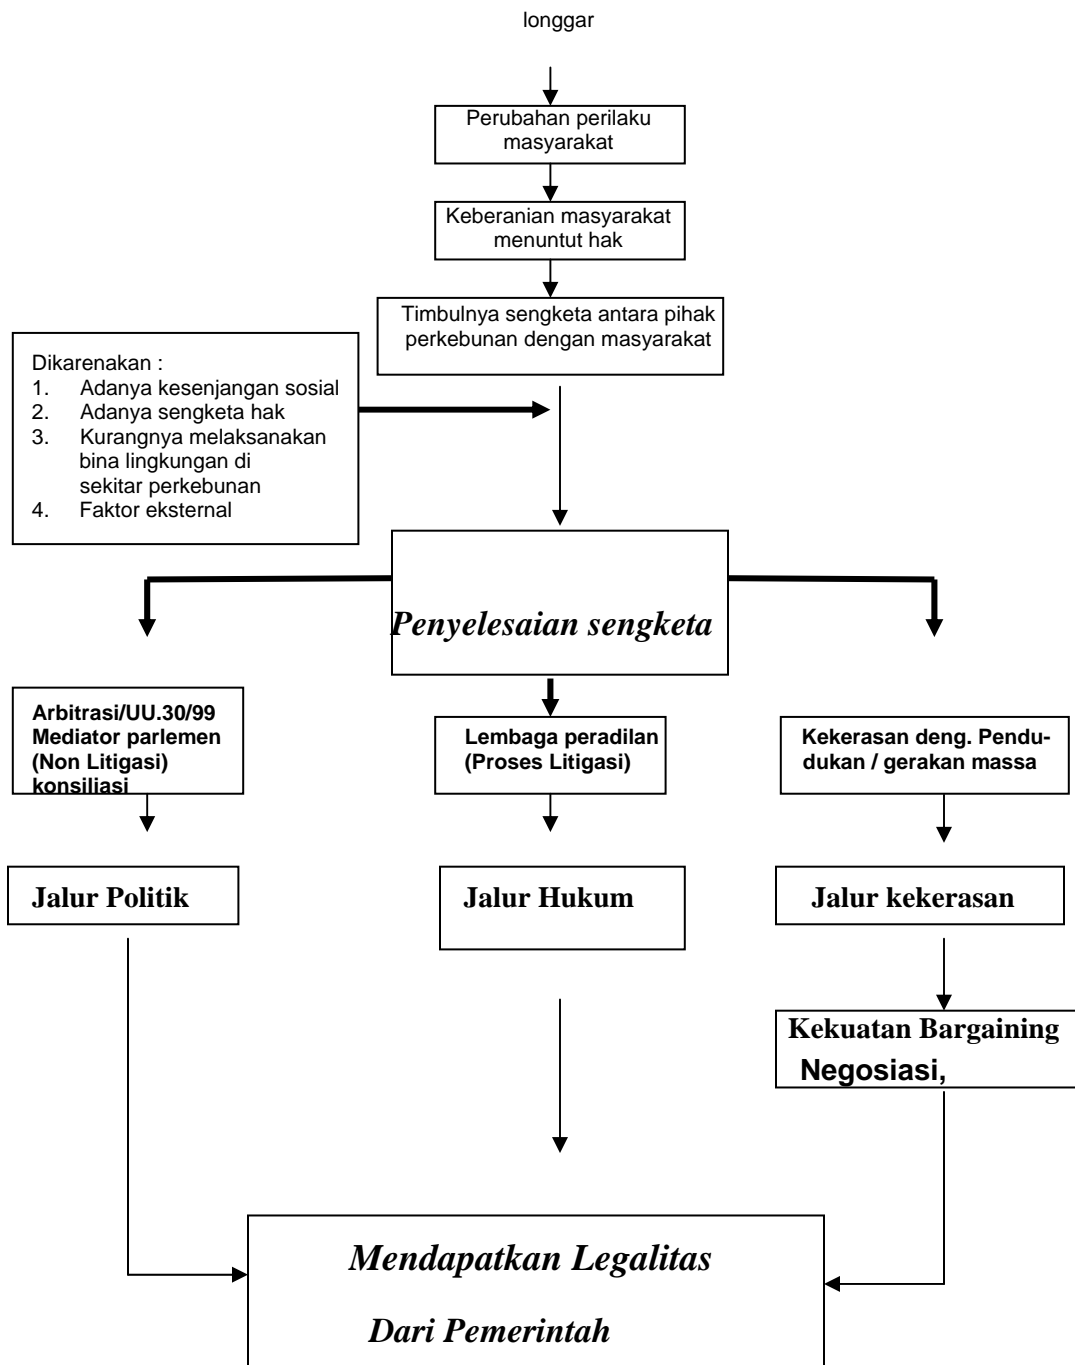 longgar
Perubahan perilaku
masyarakat
Keberanian masyarakat
menuntut hak
Timbulnya sengketa antara pihak
perkebunan dengan masyarakat
Dikarenakan :
1. Adanya kesenjangan sosial
2. Adanya sengketa hak
3. Kurangnya melaksanakan
bina lingkungan di
sekitar perkebunan
4. Faktor eksternal
Penyelesaian sengketa
Arbitrasi/UU.30/99
Mediator parlemen
(Non Litigasi)
konsiliasi
Lembaga peradilan
(Proses Litigasi)
Kekerasan deng. Pendu-
dukan / gerakan massa
Jalur Politik
Jalur Hukum
Jalur kekerasan
Kekuatan Bargaining
Negosiasi,
Mendapatkan Legalitas
Dari Pemerintah